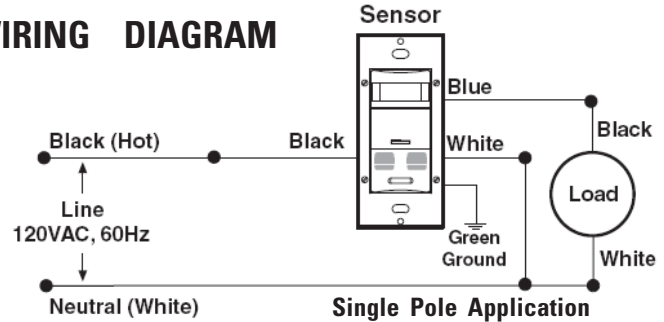 Sensor
WIRING DIAGRAM
Blue
Black
Black (Hot)
Black
White
Load
Line
120VAC, 60Hz
Green
Ground
White
Neutral (White)
Single Pole Application